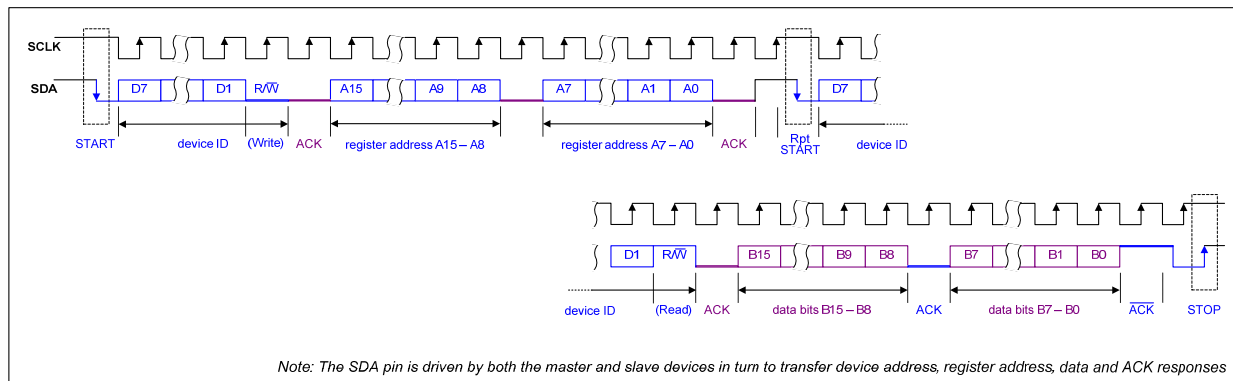 SCLK
SDA D7 D1 R/W̅ A15 A9 A8 A7 A1 A0 D7
START device ID (Write) ACK register address A15 – A8 register address A7 – A0 ACK Rpt START device ID
D1 R/W̅ B15 B9 B8 B7 B1 B0
device ID (Read) ACK data bits B15 – B8 ACK data bits B7 – B0 A̅C̅K̅ STOP
Note: The SDA pin is driven by both the master and slave devices in turn to transfer device address, register address, data and ACK responses